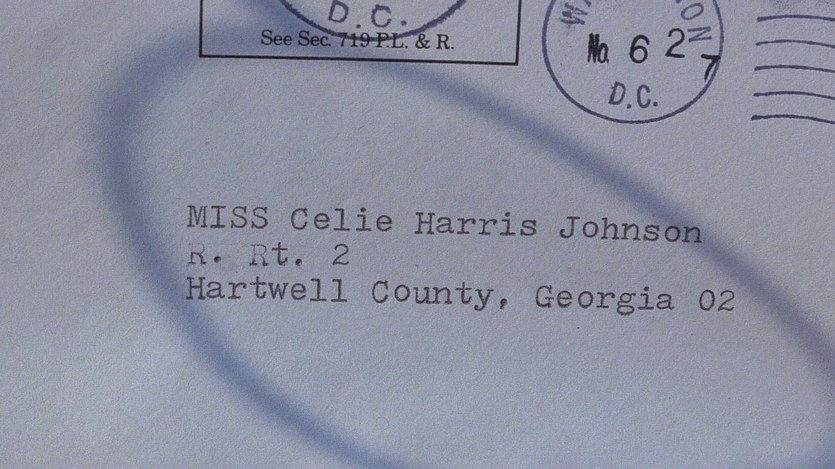 D.C.
See Sec. 719 P.L. & R.
No. 6 2 7
D.C.
MISS Celie Harris Johnson
R. Rt. 2
Hartwell County, Georgia 02